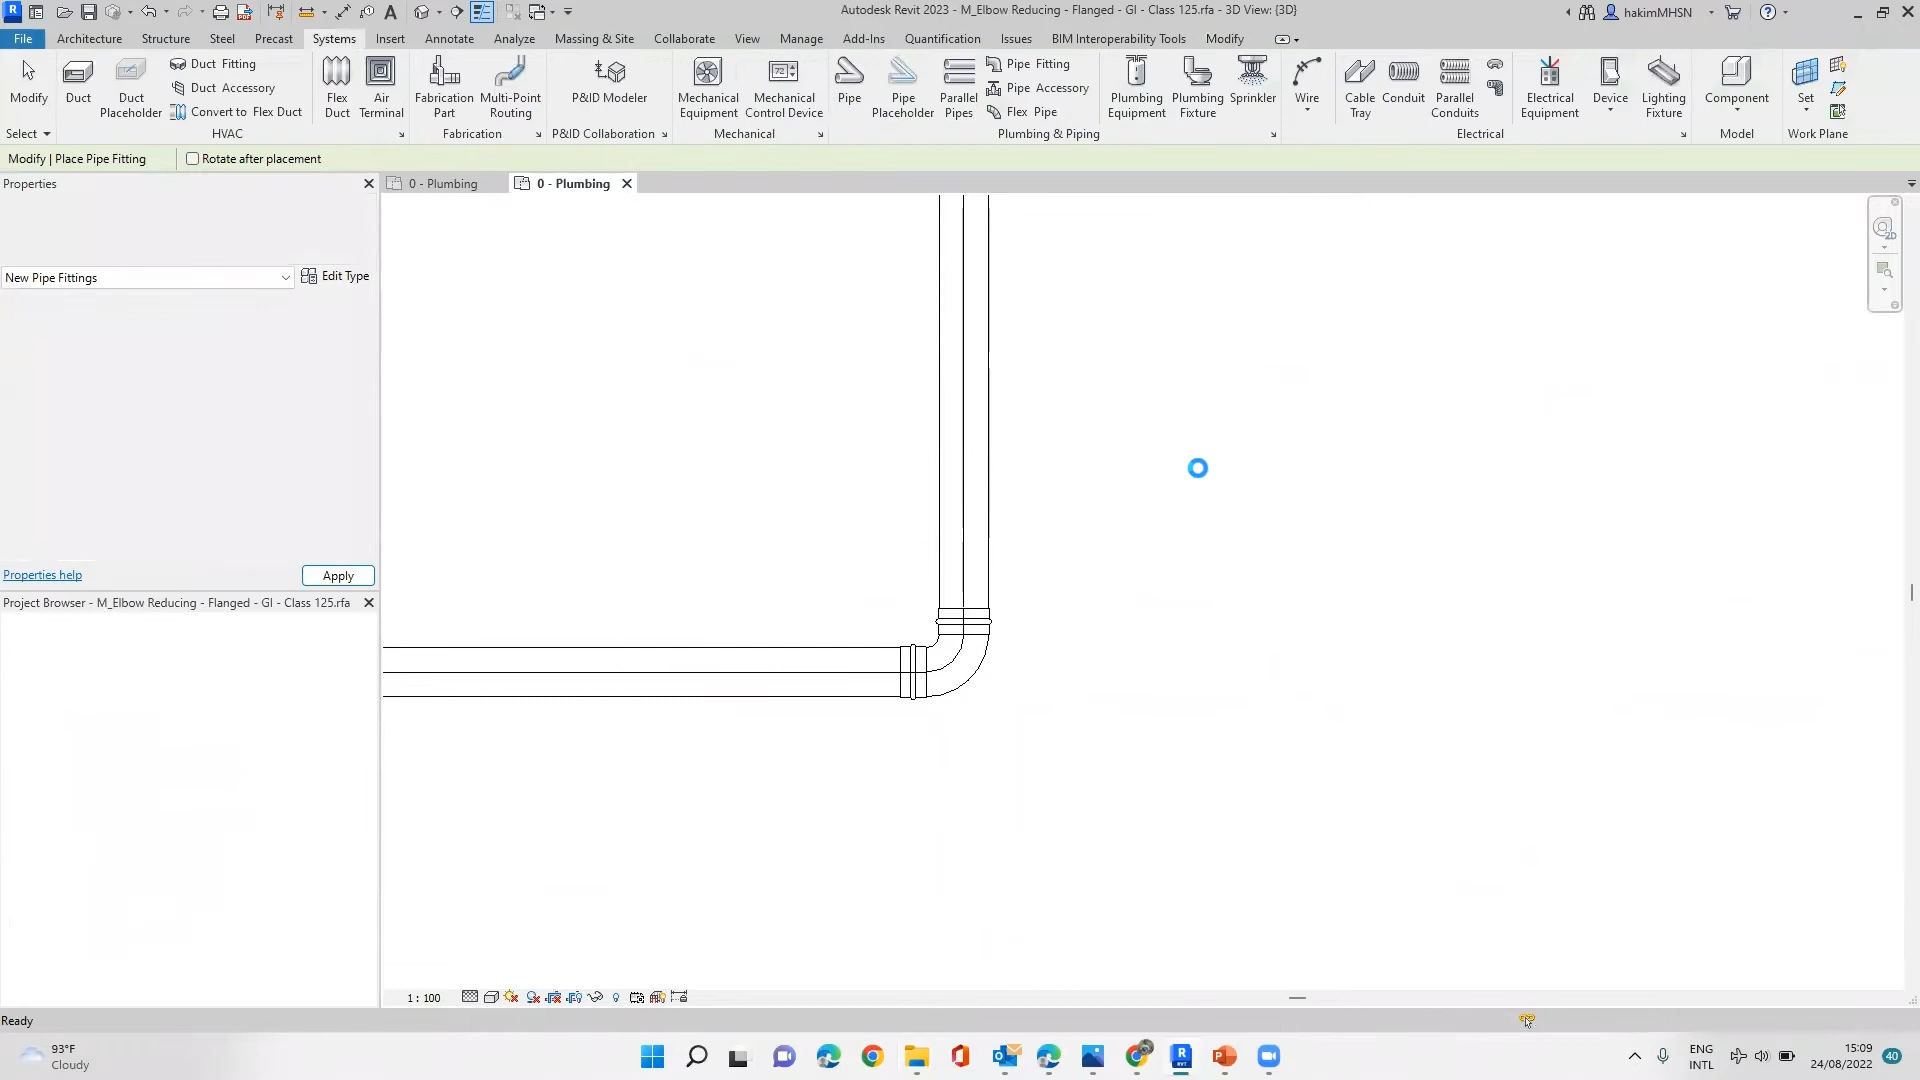 Autodesk Revit 2023 - M_Elbow Reducing - Flanged - GI - Class 125.rfa - 3D View: {3D}
hakimMHSN
File Architecture Structure Steel Precast Systems Insert Annotate Analyze Massing & Site Collaborate View Manage Add-Ins Quantification Issues BIM Interoperability Tools Modify
Modify
Select
Duct
Duct Placeholder
Duct Fitting
Duct Accessory
Convert to Flex Duct
Flex Duct
Air Terminal
HVAC
Fabrication Part
Multi-Point Routing
Fabrication
P&ID Modeler
P&ID Collaboration
Mechanical Equipment
Mechanical Control Device
Mechanical
Pipe
Pipe Placeholder
Parallel Pipes
Pipe Fitting
Pipe Accessory
Flex Pipe
Plumbing Equipment
Plumbing Fixture
Sprinkler
Plumbing & Piping
Wire
Cable Tray
Conduit
Parallel Conduits
Electrical Equipment
Device
Lighting Fixture
Electrical
Component
Model
Set
Work Plane
Modify | Place Pipe Fitting
Rotate after placement
Properties
0 - Plumbing
0 - Plumbing
New Pipe Fittings
Edit Type
Properties help
Apply
Project Browser - M_Elbow Reducing - Flanged - GI - Class 125.rfa
1 : 100
Ready
93°F
Cloudy
ENG
INTL
15:09
24/08/2022
40